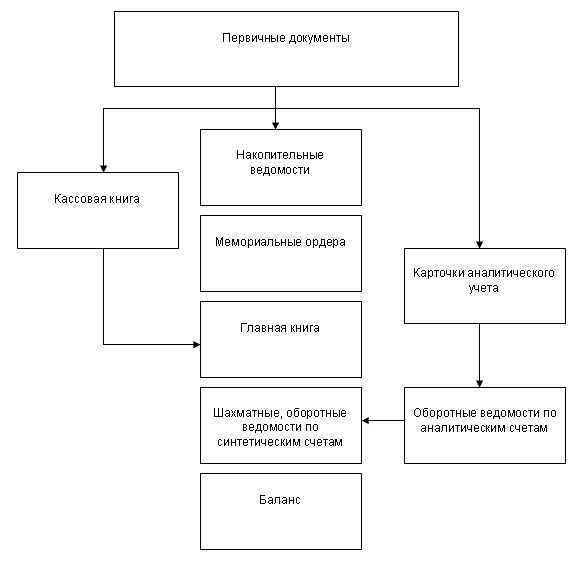 Первичные документы
Накопительные
ведомости
Кассовая книга
Мемориальные ордера
Карточки аналитического
учета
Главная книга
Шахматные, оборотные
ведомости по
синтетическим счетам
Оборотные ведомости по
аналитическим счетам
Баланс